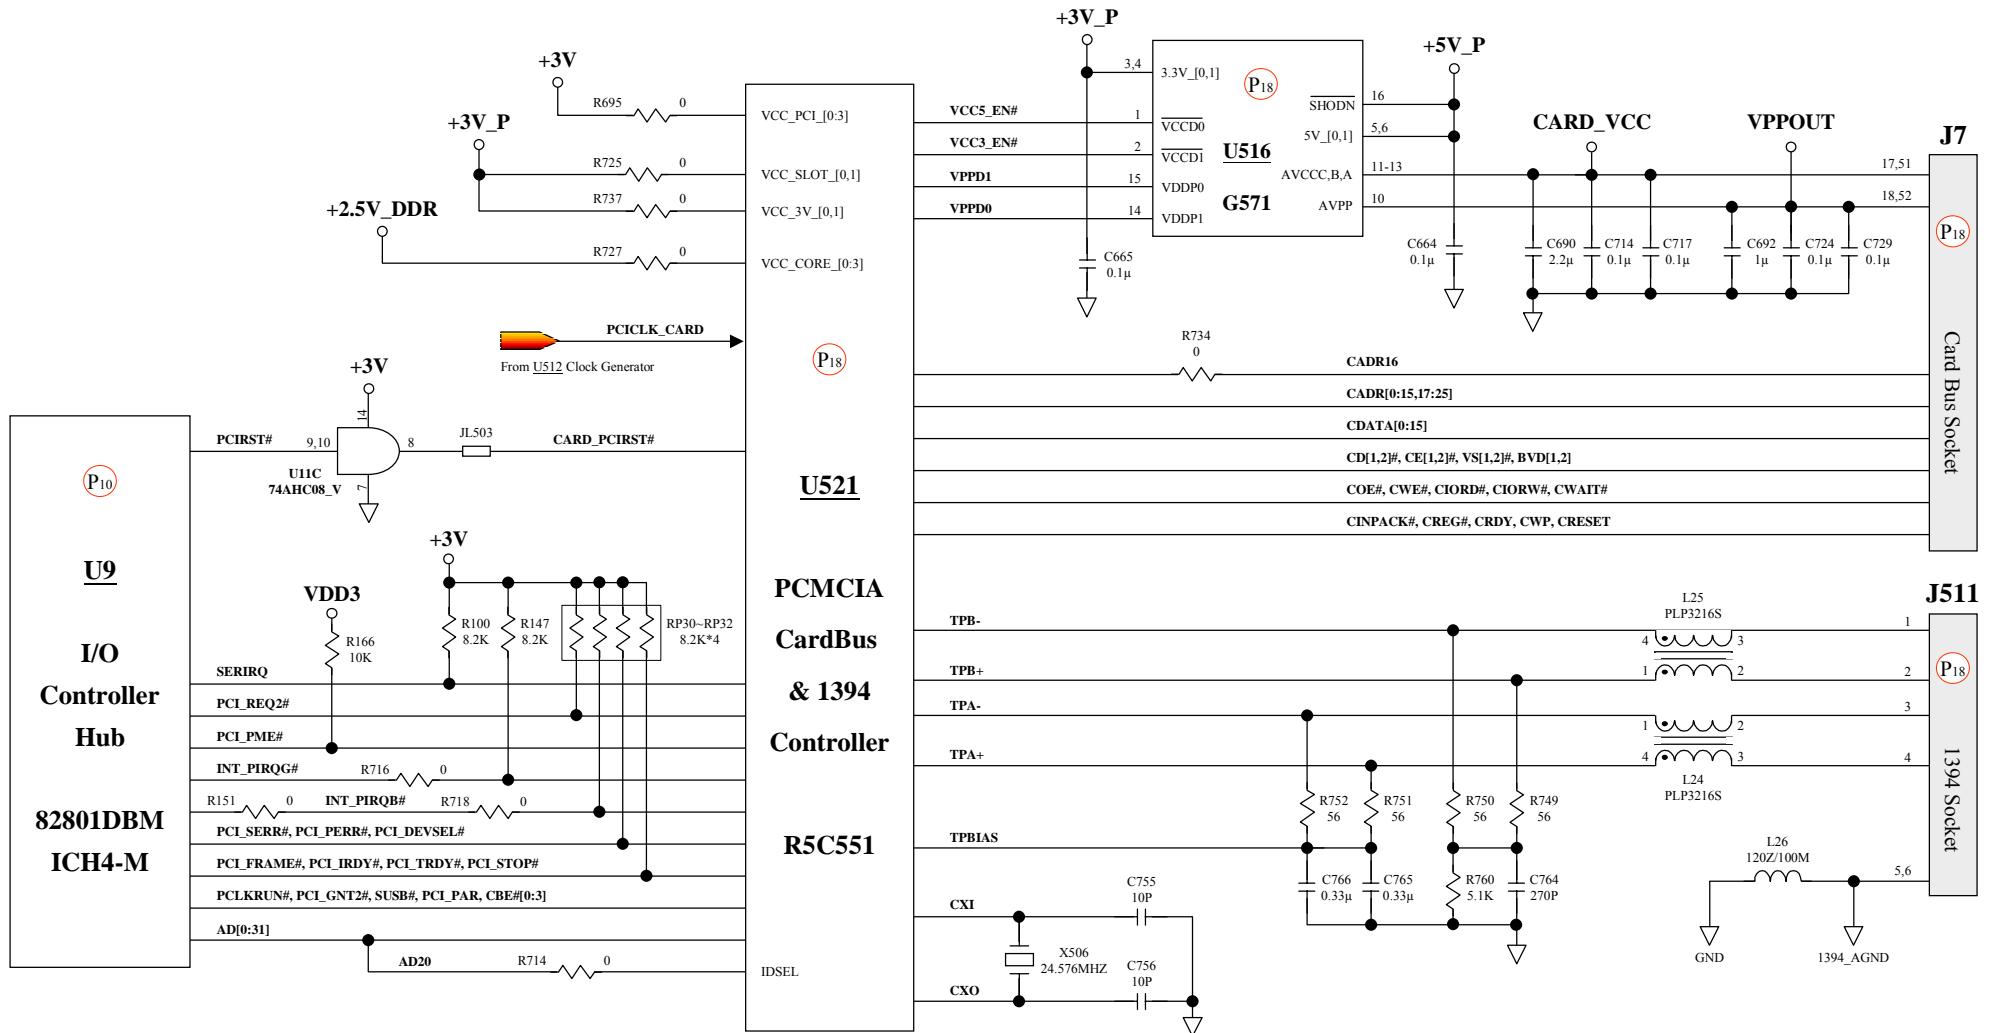 +3V_P
+5V_P
+3V
3,4
3.3V_[0,1]
P18
SHODN
16
R695
0
VCC_PCI_[0:3]
VCC5_EN#
1
VCCD0
5V_[0,1]
5,6
CARD_VCC
VPPOUT
J7
+3V_P
VCC3_EN#
2
VCCD1
U516
R725
0
VCC_SLOT_[0,1]
VPPD1
15
VDDP0
AVCCC,B,A
11-13
17,51
R737
0
VCC_3V_[0,1]
VPPD0
14
VDDP1
G571
AVPP
10
18,52
+2.5V_DDR
R727
0
VCC_CORE_[0:3]
C665
0.1µ
C664
0.1µ
C690
2.2µ
C714
0.1µ
C717
0.1µ
C692
1µ
C724
0.1µ
C729
0.1µ
P18
PCICLK_CARD
From U512 Clock Generator
P18
R734
0
CADR16
CADR[0:15,17:25]
CDATA[0:15]
CD[1,2]#, CE[1,2]#, VS[1,2]#, BVD[1,2]
COE#, CWE#, CIORD#, CIORW#, CWAIT#
CINPACK#, CREG#, CRDY, CWP, CRESET
Card Bus Socket
+3V
14
PCIRST#
9,10
8
JL503
CARD_PCIRST#
U11C
74AHC08_V
7
P10
U9
I/O
Controller
Hub
82801DBM
ICH4-M
U521
PCMCIA
CardBus
& 1394
Controller
R5C551
+3V
VDD3
R166
10K
R100
8.2K
R147
8.2K
RP30~RP32
8.2K*4
SERIRQ
PCI_REQ2#
PCI_PME#
INT_PIRQG#
R716
0
R151
0
INT_PIRQB#
R718
0
PCI_SERR#, PCI_PERR#, PCI_DEVSEL#
PCI_FRAME#, PCI_IRDY#, PCI_TRDY#, PCI_STOP#
PCLKRUN#, PCI_GNT2#, SUSB#, PCI_PAR, CBE#[0:3]
AD[0:31]
AD20
R714
0
IDSEL
TPB-
TPB+
TPA-
TPA+
TPBIAS
L25
PLP3216S
4
3
1
2
1
2
4
3
L24
PLP3216S
J511
1
2
3
4
5,6
P18
1394 Socket
R752
56
R751
56
R750
56
R749
56
C766
0.33µ
C765
0.33µ
R760
5.1K
C764
270P
L26
120Z/100M
GND
1394_AGND
CXI
C755
10P
X506
24.576MHZ
C756
10P
CXO